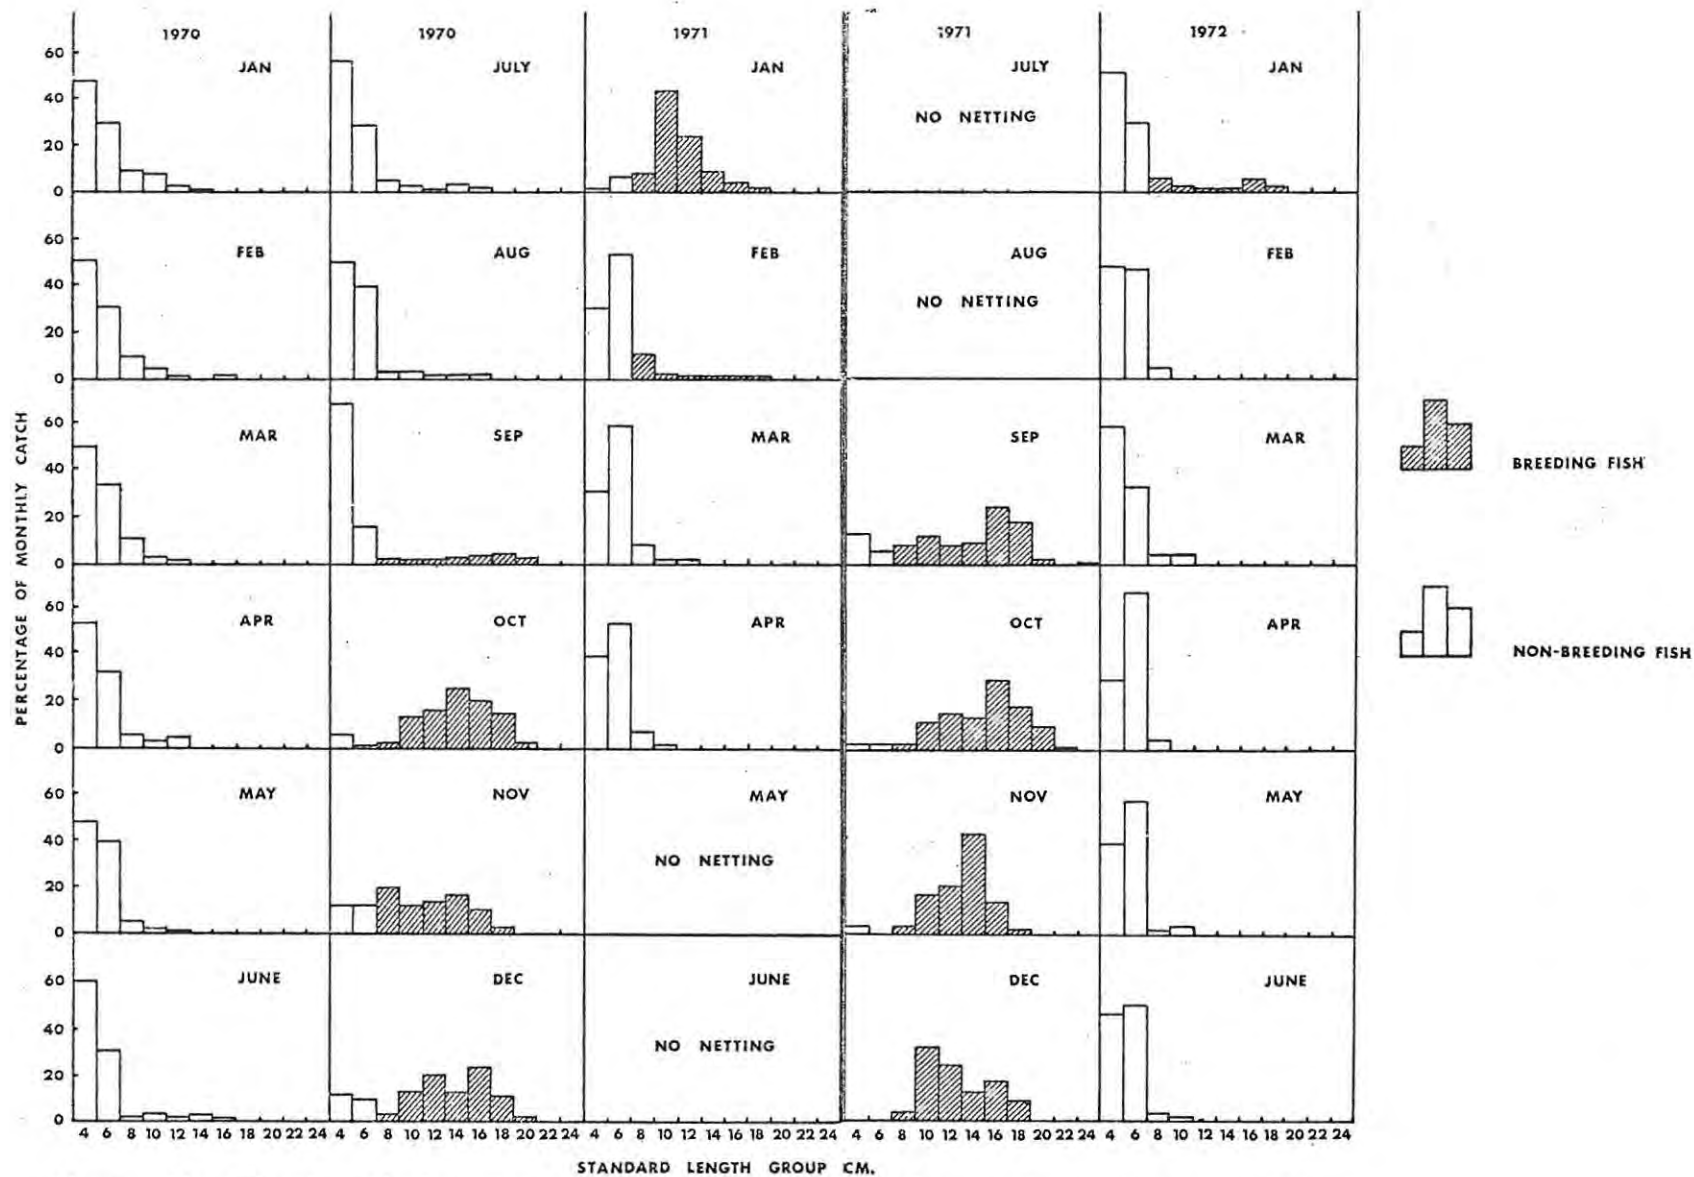 1970 1970 1971 1971 1972
60 JAN JULY JAN JULY JAN
40 NO NETTING
20
0
60 FEB AUG FEB AUG FEB
40 NO NETTING
20
0
60 MAR SEP MAR SEP MAR
40
20
0
60 APR OCT APR OCT APR
40
20
0
60 MAY NOV MAY NOV MAY
40 NO NETTING
20
0
60 JUNE DEC JUNE DEC JUNE
40 NO NETTING
20
0
4 6 8 10 12 14 16 18 20 22 24 4 6 8 10 12 14 16 18 20 22 24 4 6 8 10 12 14 16 18 20 22 24 4 6 8 10 12 14 16 18 20 22 24 4 6 8 10 12 14 16 18 20 22 24
STANDARD LENGTH GROUP CM.
PERCENTAGE OF MONTHLY CATCH
BREEDING FISH
NON-BREEDING FISH